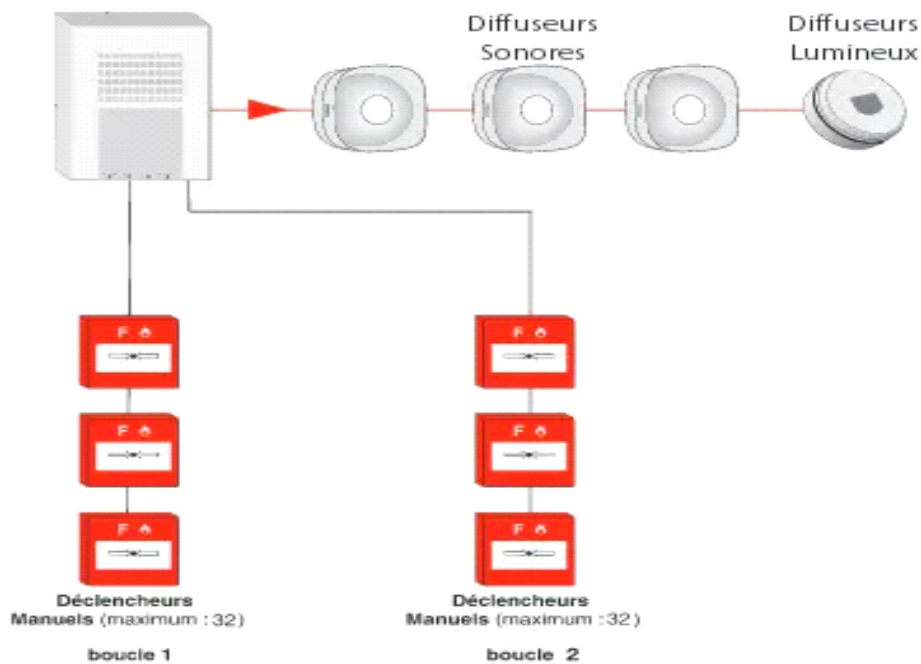 Diffuseurs
Sonores
Diffuseurs
Lumineux
F
F
F
F
F
F
Déclencheurs
Manuels (maximum : 32)
boucle 1
Déclencheurs
Manuels (maximum : 32)
boucle 2